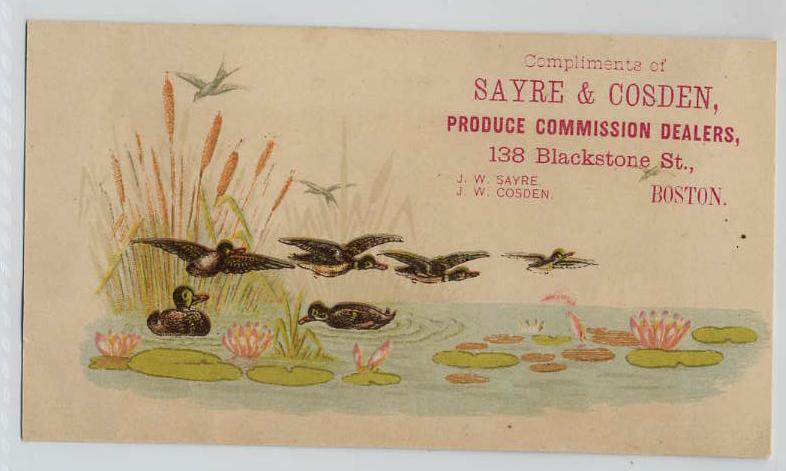 Compliments of
SAYRE & COSDEN,
PRODUCE COMMISSION DEALERS,
138 Blackstone St.,
J. W. SAYRE
J. W. COSDEN.
BOSTON.